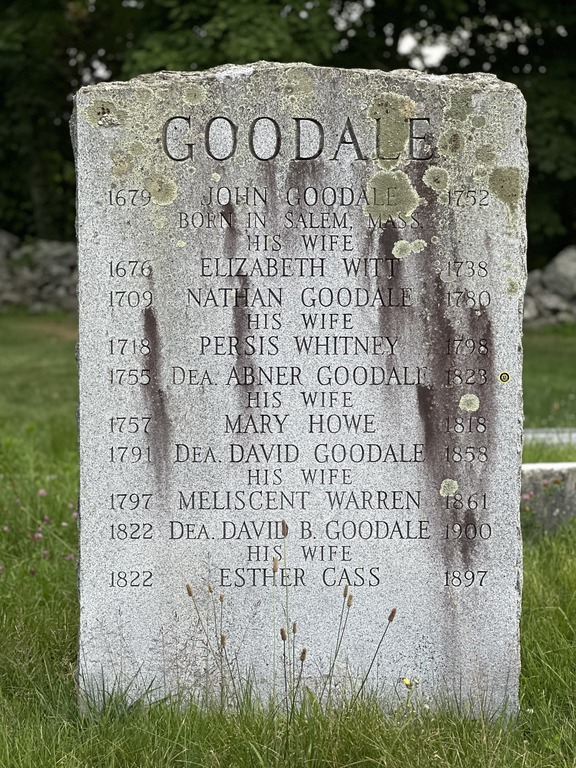 GOODALE
1679 JOHN GOODALE 1752
BORN IN SALEM, MASS.
HIS WIFE
1676 ELIZABETH WITT 1738
1709 NATHAN GOODALE 1780
HIS WIFE
1718 PERSIS WHITNEY 1798
1755 DEA. ABNER GOODALE 1823
HIS WIFE
1757 MARY HOWE 1818
1791 DEA. DAVID GOODALE 1858
HIS WIFE
1797 MELISCENT WARREN 1861
1822 DEA. DAVID B. GOODALE 1900
HIS WIFE
1822 ESTHER CASS 1897